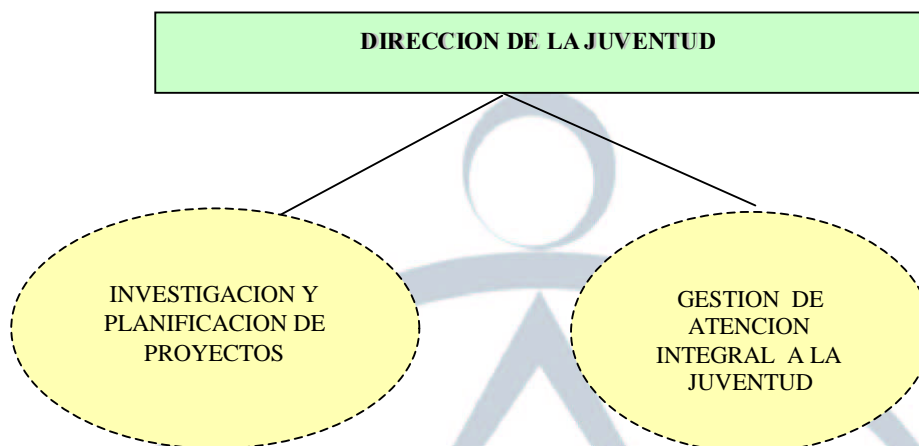 DIRECCION DE LA JUVENTUD
INVESTIGACION Y
PLANIFICACION DE
PROYECTOS
GESTION DE
ATENCION
INTEGRAL A LA
JUVENTUD